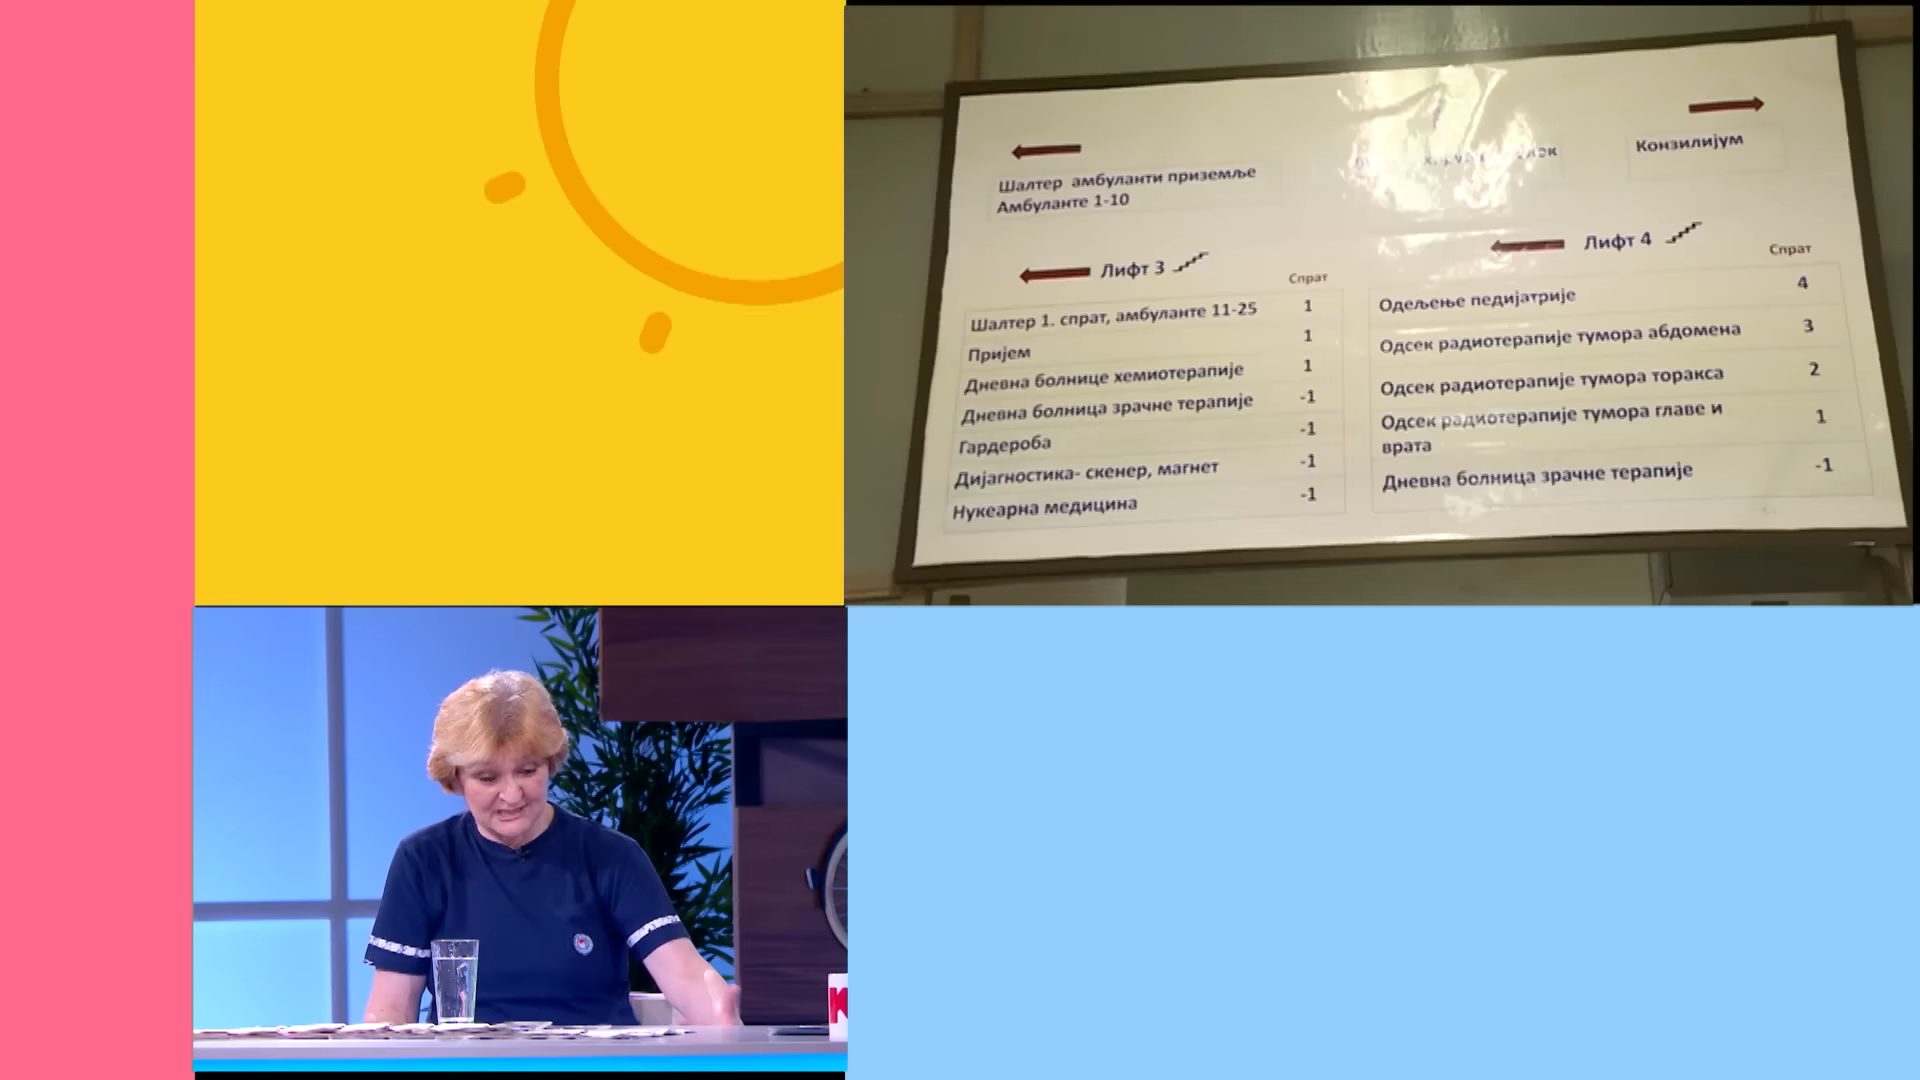 Конзилијум
Шалтер амбуланти приземље
Амбуланте 1-10
Лифт 3
Спрат
Шалтер 1. спрат, амбуланте 11-25 1
Пријем 1
Дневна болнице хемиотерапије 1
Дневна болница зрачне терапије -1
Гардероба -1
Дијагностика- скенер, магнет -1
Нукеарна медицина -1
Лифт 4
Спрат
Одељење педијатрије 4
Одсек радиотерапије тумора абдомена 3
Одсек радиотерапије тумора торакса 2
Одсек радиотерапије тумора главе и 1
врата
Дневна болница зрачне терапије -1